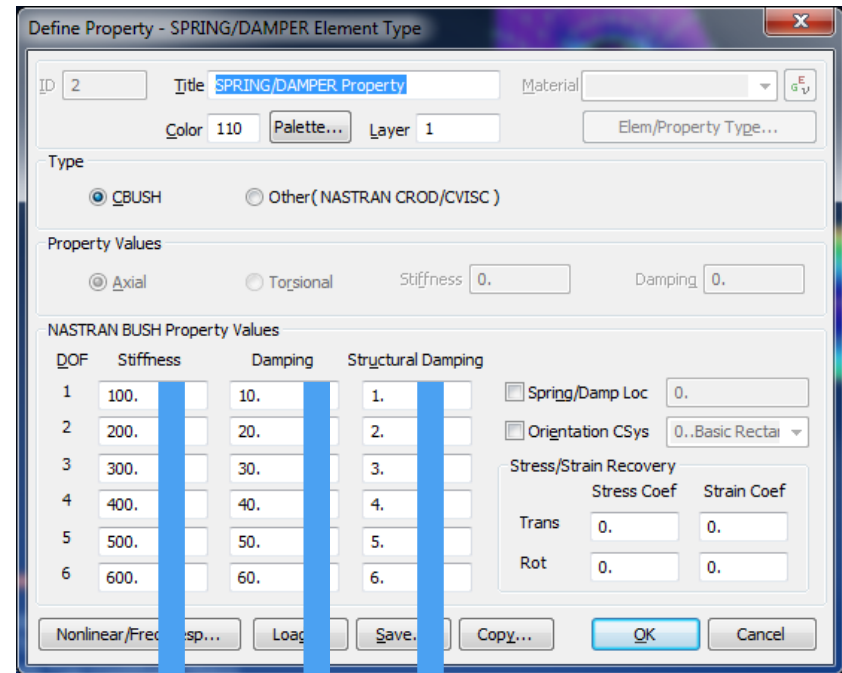 Define Property - SPRING/DAMPER Element Type
ID 2 Title SPRING/DAMPER Property Material G E ν
Color 110 Palette... Layer 1 Elem/Property Type...
Type
CBUSH Other( NASTRAN CROD/CVISC )
Property Values
Axial Torsional Stiffness 0. Damping 0.
NASTRAN BUSH Property Values
DOF Stiffness Damping Structural Damping
1 100. 10. 1. Spring/Damp Loc 0.
2 200. 20. 2. Orientation CSys 0..Basic Rectai
3 300. 30. 3. Stress/Strain Recovery
Stress Coef Strain Coef
4 400. 40. 4. Trans 0. 0.
5 500. 50. 5.
6 600. 60. 6. Rot 0. 0.
Save... Copy... OK Cancel